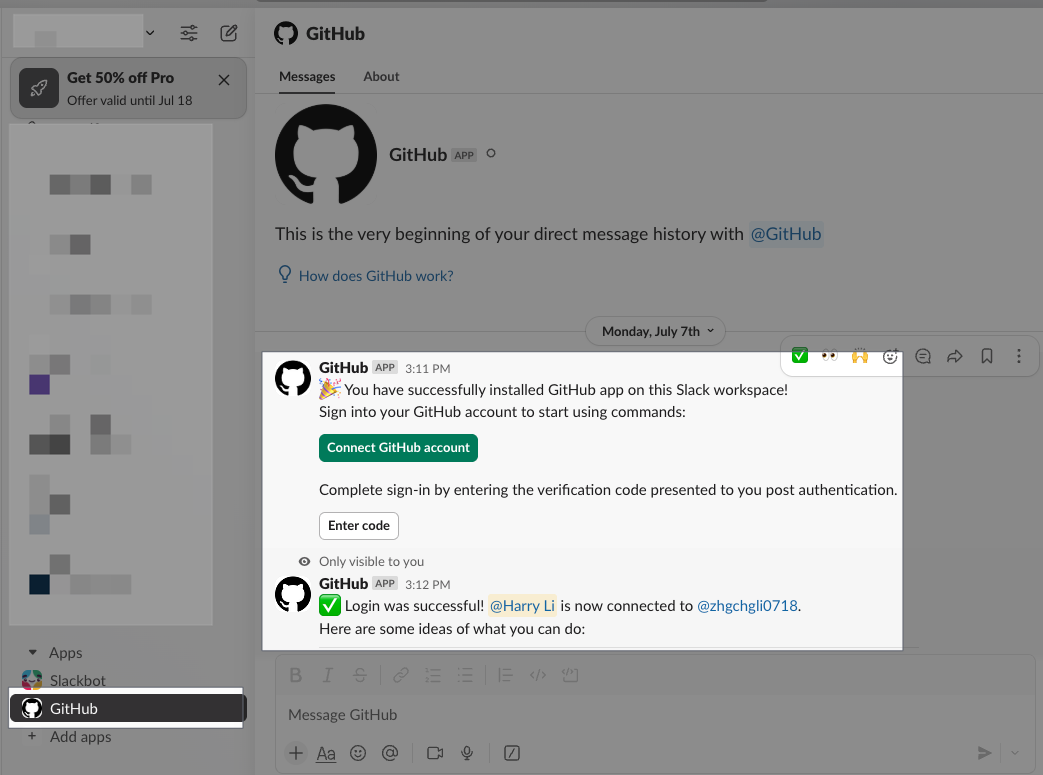 GitHub
Messages About
Get 50% off Pro
Offer valid until Jul 18
GitHub APP
This is the very beginning of your direct message history with @GitHub
How does GitHub work?
Monday, July 7th
GitHub APP 3:11 PM
🎉 You have successfully installed GitHub app on this Slack workspace!
Sign into your GitHub account to start using commands:
Connect GitHub account
Complete sign-in by entering the verification code presented to you post authentication.
Enter code
Only visible to you
GitHub APP 3:12 PM
✅ Login was successful! @Harry Li is now connected to @zhgchgli0718.
Here are some ideas of what you can do:
Apps
Slackbot
GitHub
Add apps
Message GitHub
Aa